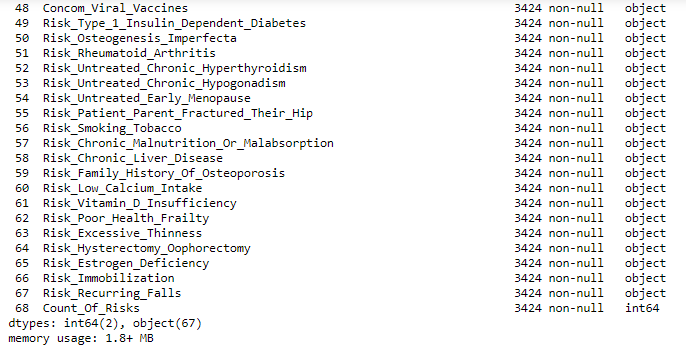 48 Concom_Viral_Vaccines 3424 non-null object
49 Risk_Type_1_Insulin_Dependent_Diabetes 3424 non-null object
50 Risk_Osteogenesis_Imperfecta 3424 non-null object
51 Risk_Rheumatoid_Arthritis 3424 non-null object
52 Risk_Untreated_Chronic_Hyperthyroidism 3424 non-null object
53 Risk_Untreated_Chronic_Hypogonadism 3424 non-null object
54 Risk_Untreated_Early_Menopause 3424 non-null object
55 Risk_Patient_Parent_Fractured_Their_Hip 3424 non-null object
56 Risk_Smoking_Tobacco 3424 non-null object
57 Risk_Chronic_Malnutrition_Or_Malabsorption 3424 non-null object
58 Risk_Chronic_Liver_Disease 3424 non-null object
59 Risk_Family_History_Of_Osteoporosis 3424 non-null object
60 Risk_Low_Calcium_Intake 3424 non-null object
61 Risk_Vitamin_D_Insufficiency 3424 non-null object
62 Risk_Poor_Health_Frailty 3424 non-null object
63 Risk_Excessive_Thinness 3424 non-null object
64 Risk_Hysterectomy_Oophorectomy 3424 non-null object
65 Risk_Estrogen_Deficiency 3424 non-null object
66 Risk_Immobilization 3424 non-null object
67 Risk_Recurring_Falls 3424 non-null object
68 Count_Of_Risks 3424 non-null int64
dtypes: int64(2), object(67)
memory usage: 1.8+ MB